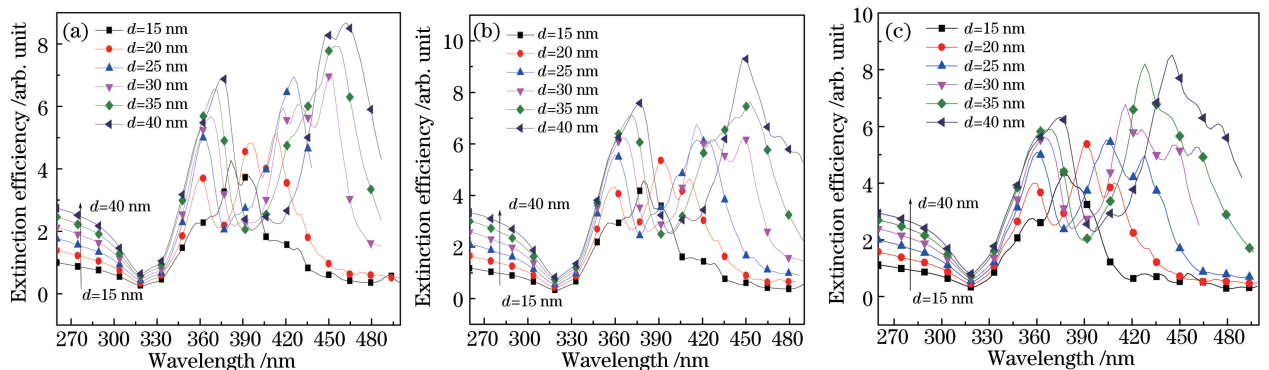 (a)
d=15 nm
d=20 nm
d=25 nm
d=30 nm
d=35 nm
d=40 nm
d=40 nm
d=15 nm
Extinction efficiency /arb. unit
8
6
4
2
0
270 300 330 360 390 420 450 480
Wavelength /nm
(b)
d=15 nm
d=20 nm
d=25 nm
d=30 nm
d=35 nm
d=40 nm
d=40 nm
d=15 nm
Extinction efficiency /arb. unit
10
8
6
4
2
0
270 300 330 360 390 420 450 480
Wavelength /nm
(c)
d=15 nm
d=20 nm
d=25 nm
d=30 nm
d=35 nm
d=40 nm
d=40 nm
d=15 nm
Extinction efficiency /arb. unit
10
8
6
4
2
0
270 300 330 360 390 420 450 480
Wavelength /nm